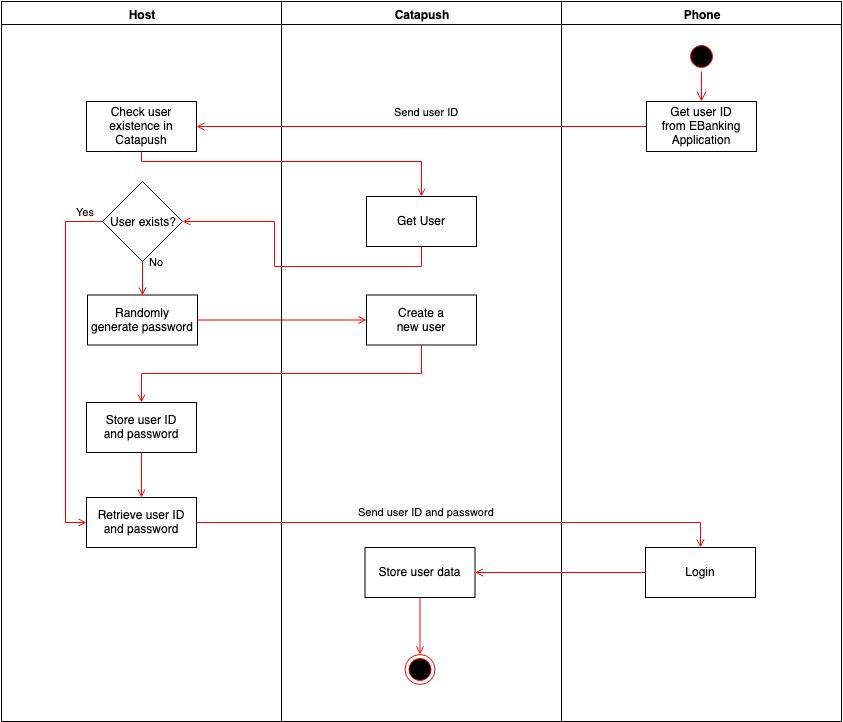 Host
Catapush
Phone
Check user
existence in
Catapush
Send user ID
Get user ID
from EBanking
Application
Yes
User exists?
Get User
No
Randomly
generate password
Create a
new user
Store user ID
and password
Retrieve user ID
and password
Send user ID and password
Store user data
Login